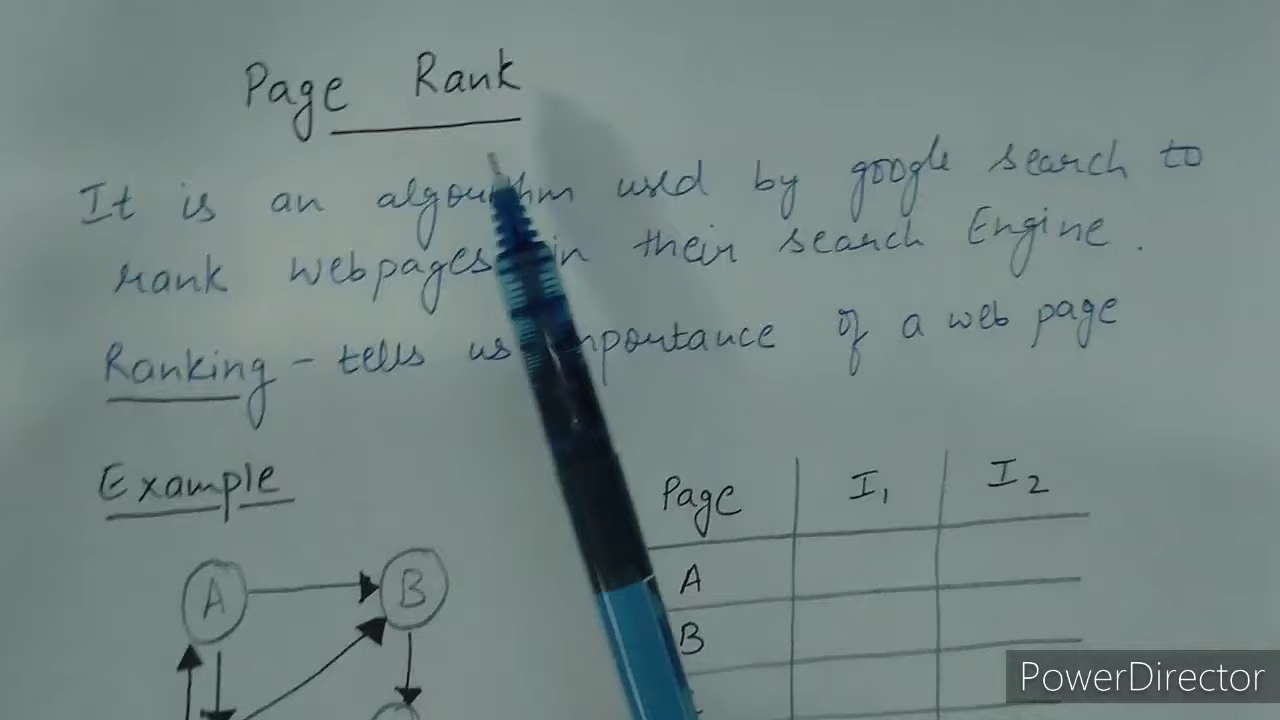 Page Rank
It is an algorithm used by google search to
rank webpages in their search Engine.
Ranking - tells us importance of a web page
Example
Page I₁ I₂
A B A
B
PowerDirector